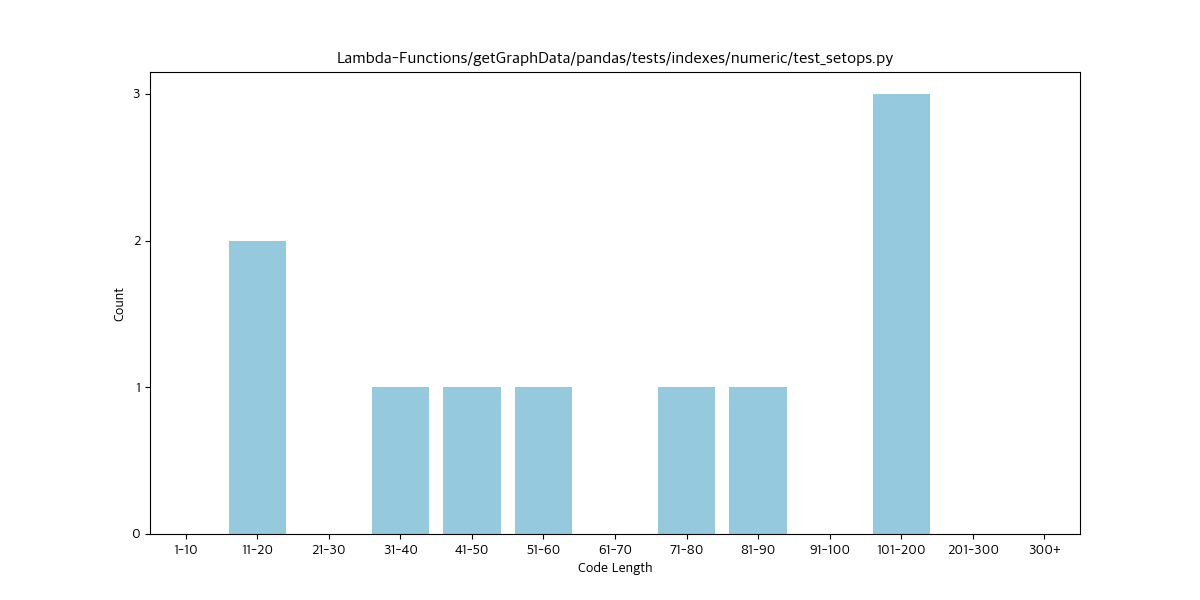 Lambda-Functions/getGraphData/pandas/tests/indexes/numeric/test_setops.py
3
2
1
0
Count
1-10 11-20 21-30 31-40 41-50 51-60 61-70 71-80 81-90 91-100 101-200 201-300 300+
Code Length